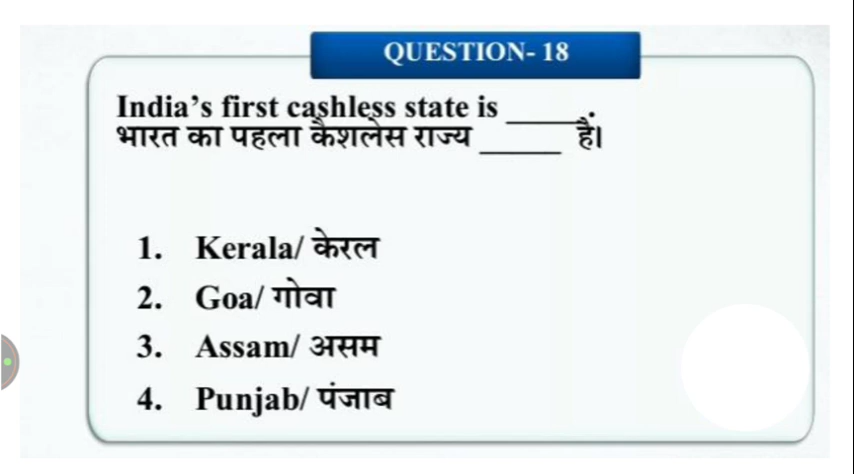 QUESTION- 18
India’s first cashless state is ______.
भारत का पहला कैशलेस राज्य ______ है।
1. Kerala/ केरल
2. Goa/ गोवा
3. Assam/ असम
4. Punjab/ पंजाब